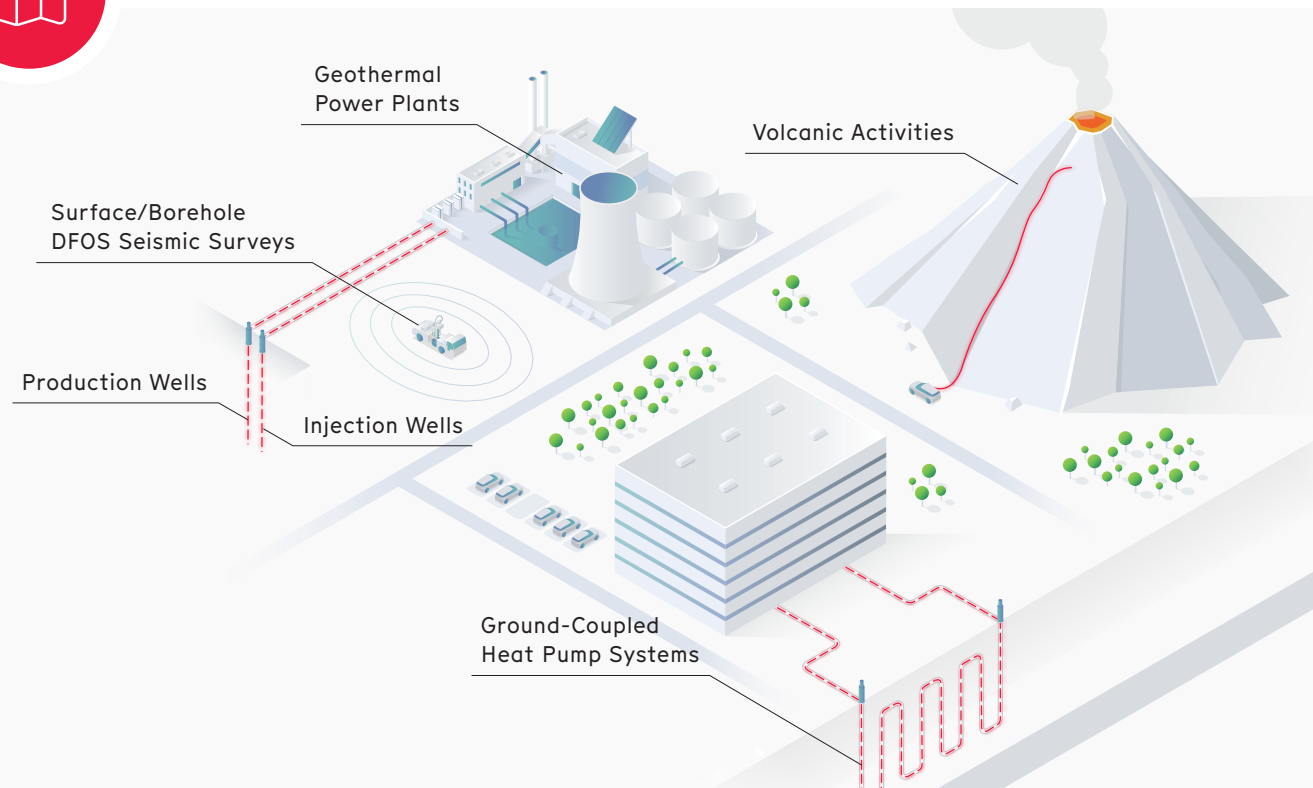 Geothermal
Power Plants
Volcanic Activities
Surface/Borehole
DFOS Seismic Surveys
Production Wells
Injection Wells
Ground-Coupled
Heat Pump Systems